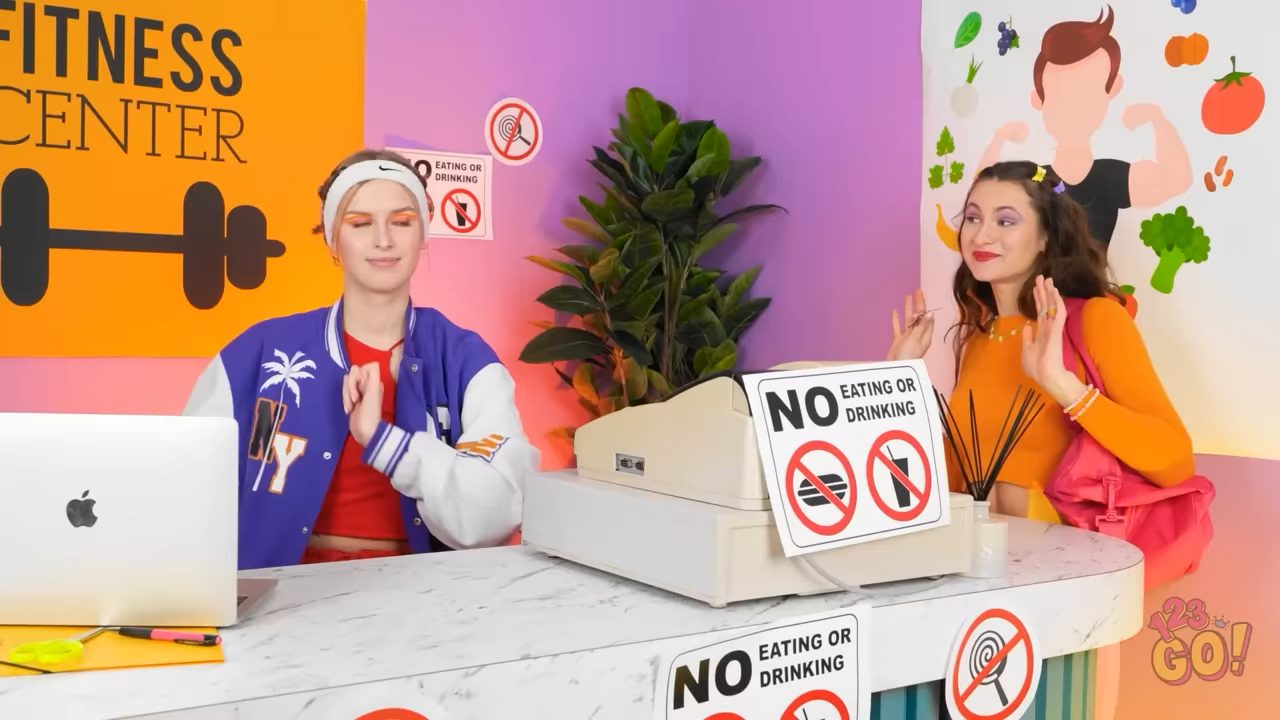 FITNESS
CENTER
NO EATING OR
DRINKING
NY
NO EATING OR
DRINKING
NO EATING OR
DRINKING
123
GO!